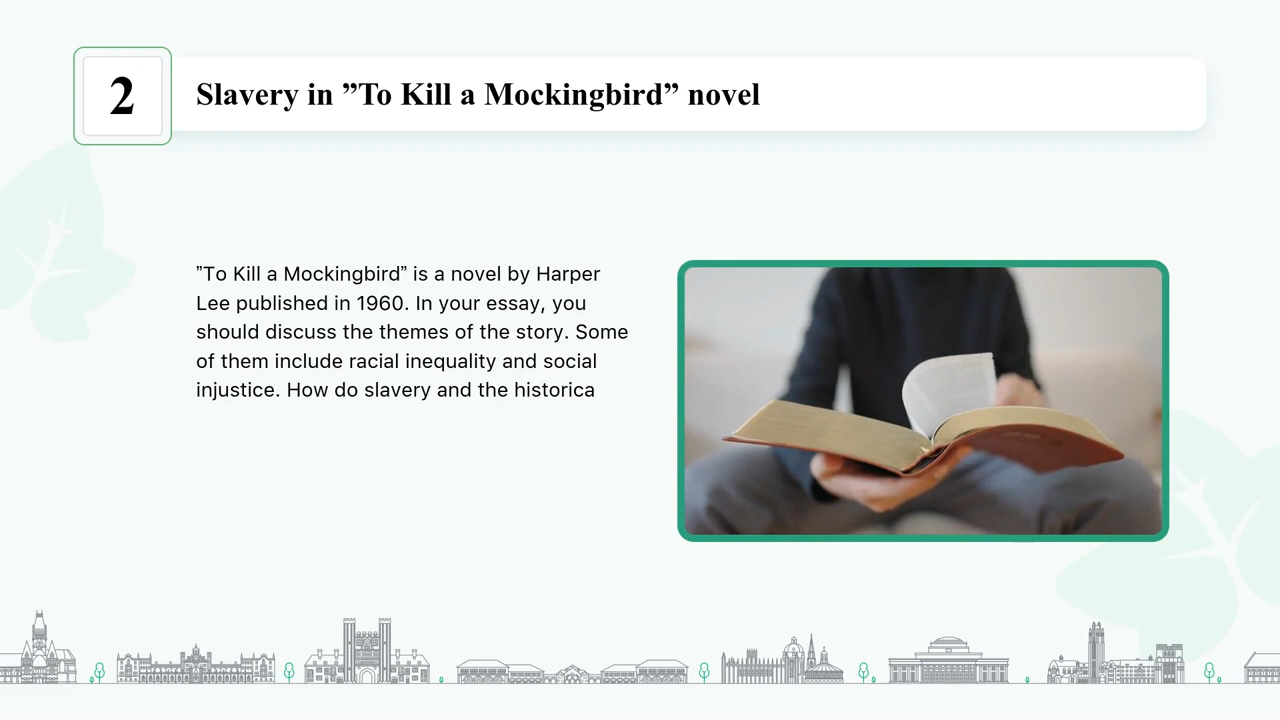 2
Slavery in ”To Kill a Mockingbird” novel
”To Kill a Mockingbird” is a novel by Harper
Lee published in 1960. In your essay, you
should discuss the themes of the story. Some
of them include racial inequality and social
injustice. How do slavery and the historica